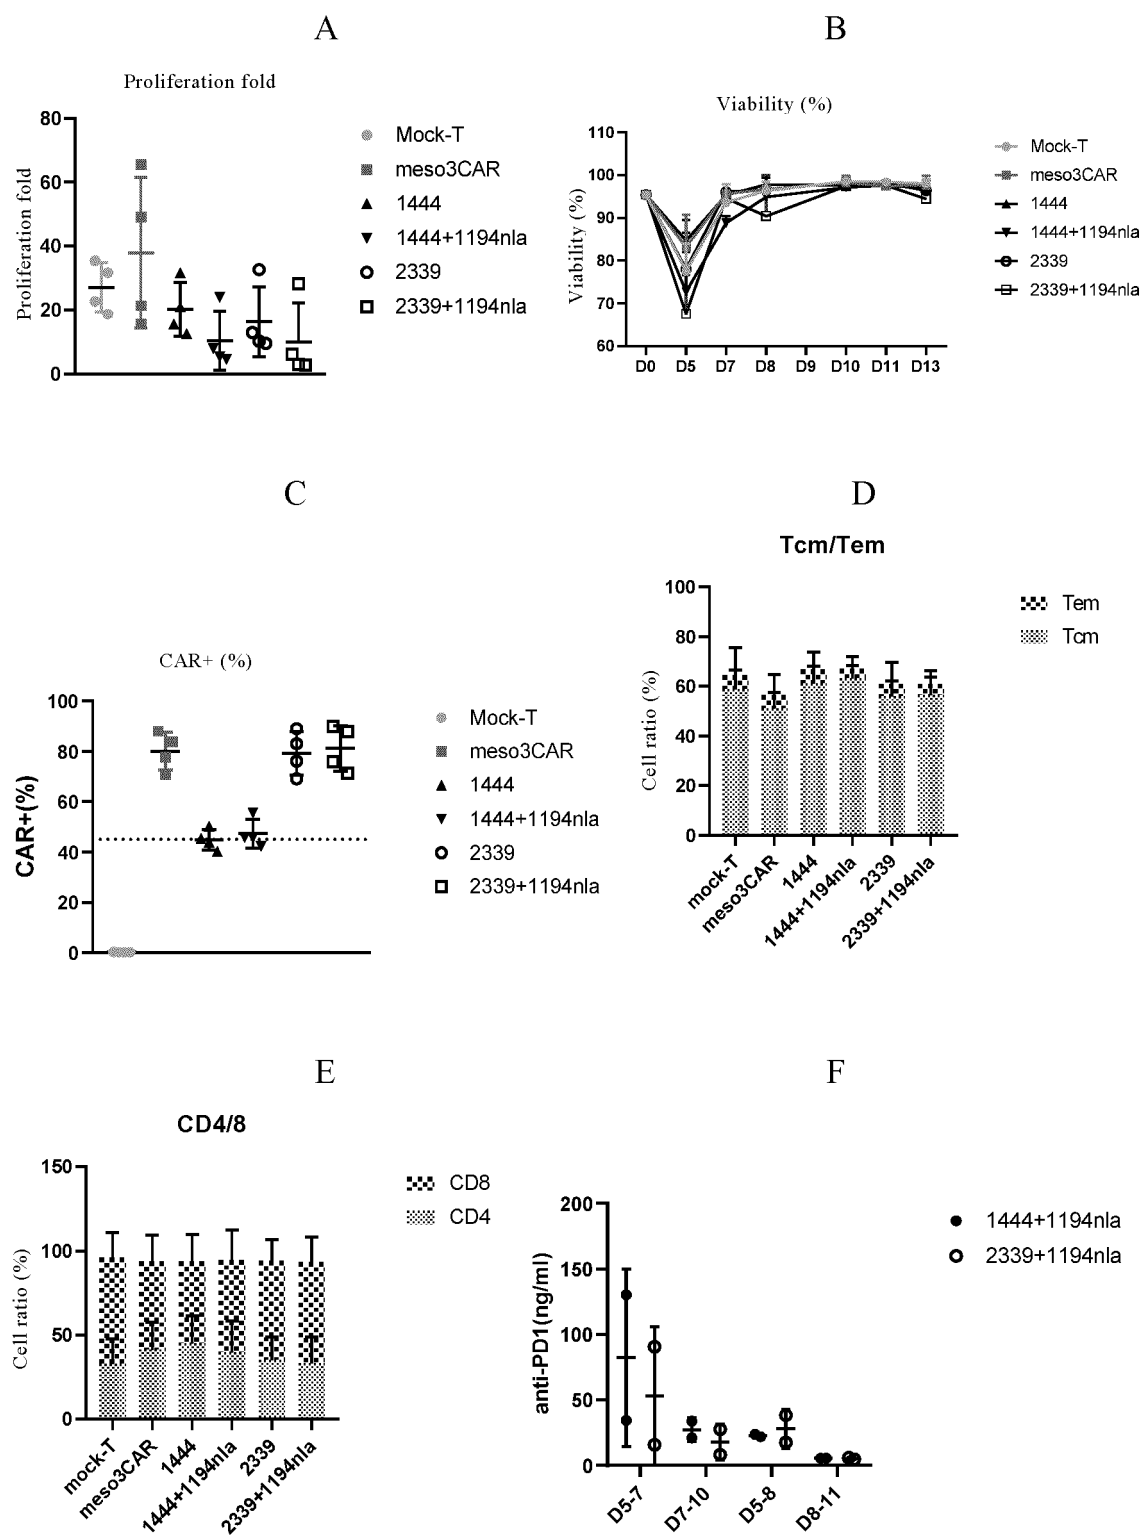 A
Proliferation fold
Proliferation fold
80
60
40
20
0
Mock-T
meso3CAR
1444
1444+1194nla
2339
2339+1194nla
B
Viability (%)
Viability (%)
110
100
90
80
70
60
D0
D5
D7
D8
D9
D10
D11
D13
Mock-T
meso3CAR
1444
1444+1194nla
2339
2339+1194nla
C
CAR+ (%)
CAR+(%)
100
80
60
40
20
0
Mock-T
meso3CAR
1444
1444+1194nla
2339
2339+1194nla
D
Tcm/Tem
Cell ratio (%)
100
80
60
40
20
0
mock-T
meso3CAR
1444
1444+1194nla
2339
2339+1194nla
Tem
Tcm
E
CD4/8
Cell ratio (%)
150
100
50
0
mock-T
meso3CAR
1444
1444+1194nla
2339
2339+1194nla
CD8
CD4
F
anti-PD1(ng/ml)
200
150
100
50
0
D5-7
D7-10
D5-8
D8-11
1444+1194nla
2339+1194nla